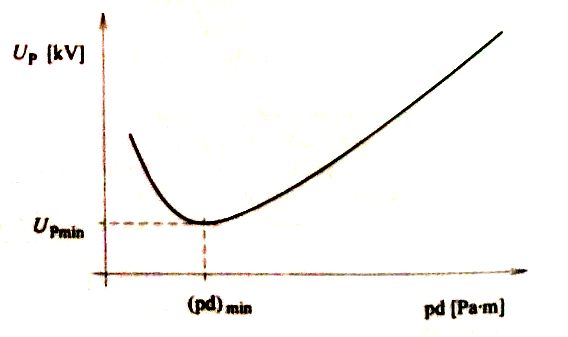 U_P [kV]
U_Pmin
(pd)_min
pd [Pa·m]